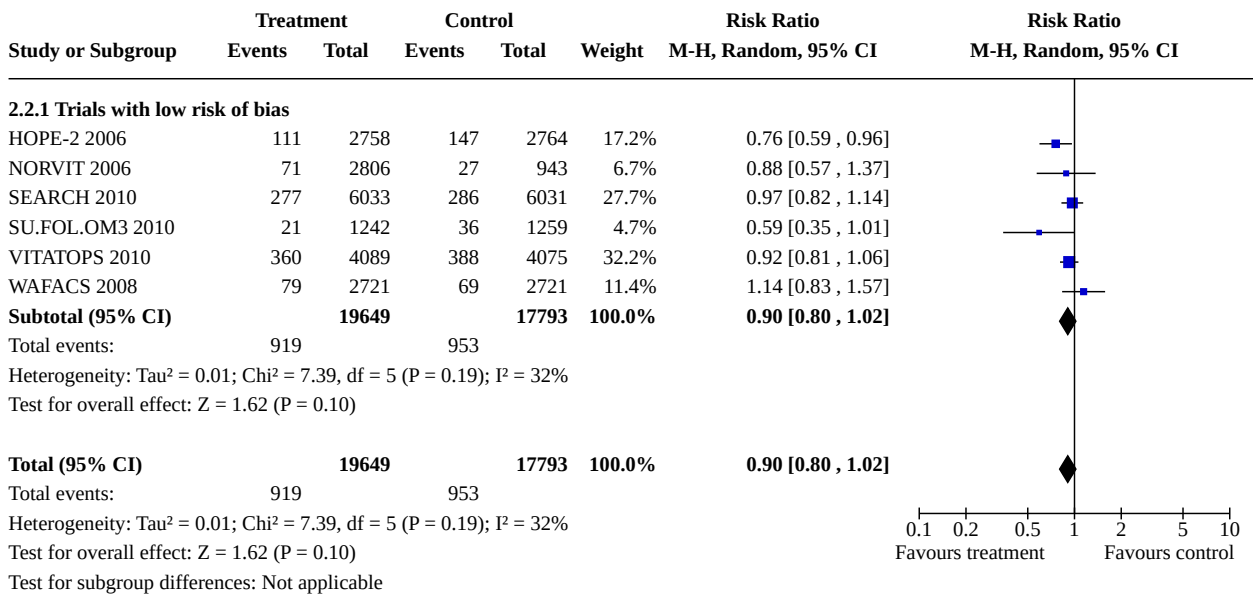 Treatment Control Risk Ratio Risk Ratio
Study or Subgroup Events Total Events Total Weight M-H, Random, 95% CI M-H, Random, 95% CI
2.2.1 Trials with low risk of bias
HOPE-2 2006 111 2758 147 2764 17.2% 0.76 [0.59 , 0.96]
NORVIT 2006 71 2806 27 943 6.7% 0.88 [0.57 , 1.37]
SEARCH 2010 277 6033 286 6031 27.7% 0.97 [0.82 , 1.14]
SU.FOL.OM3 2010 21 1242 36 1259 4.7% 0.59 [0.35 , 1.01]
VITATOPS 2010 360 4089 388 4075 32.2% 0.92 [0.81 , 1.06]
WAFACS 2008 79 2721 69 2721 11.4% 1.14 [0.83 , 1.57]
Subtotal (95% CI) 19649 17793 100.0% 0.90 [0.80 , 1.02]
Total events: 919 953
Heterogeneity: Tau² = 0.01; Chi² = 7.39, df = 5 (P = 0.19); I² = 32%
Test for overall effect: Z = 1.62 (P = 0.10)
Total (95% CI) 19649 17793 100.0% 0.90 [0.80 , 1.02]
Total events: 919 953
Heterogeneity: Tau² = 0.01; Chi² = 7.39, df = 5 (P = 0.19); I² = 32%
0.1 0.2 0.5 1 2 5 10
Test for overall effect: Z = 1.62 (P = 0.10) Favours treatment Favours control
Test for subgroup differences: Not applicable